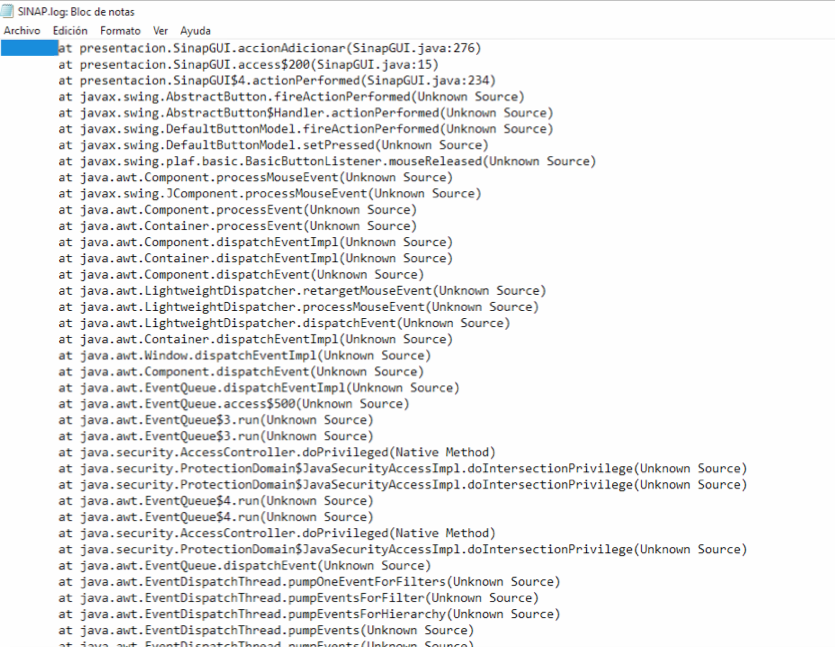 SINAP.log: Bloc de notas
Archivo Edición Formato Ver Ayuda
at presentacion.SinapGUI.accionAdicionar(SinapGUI.java:276)
at presentacion.SinapGUI.access$200(SinapGUI.java:15)
at presentacion.SinapGUI$4.actionPerformed(SinapGUI.java:234)
at javax.swing.AbstractButton.fireActionPerformed(Unknown Source)
at javax.swing.AbstractButton$Handler.actionPerformed(Unknown Source)
at javax.swing.DefaultButtonModel.fireActionPerformed(Unknown Source)
at javax.swing.DefaultButtonModel.setPressed(Unknown Source)
at javax.swing.plaf.basic.BasicButtonListener.mouseReleased(Unknown Source)
at java.awt.Component.processMouseEvent(Unknown Source)
at javax.swing.JComponent.processMouseEvent(Unknown Source)
at java.awt.Component.processEvent(Unknown Source)
at java.awt.Container.processEvent(Unknown Source)
at java.awt.Component.dispatchEventImpl(Unknown Source)
at java.awt.Container.dispatchEventImpl(Unknown Source)
at java.awt.Component.dispatchEvent(Unknown Source)
at java.awt.LightweightDispatcher.retargetMouseEvent(Unknown Source)
at java.awt.LightweightDispatcher.processMouseEvent(Unknown Source)
at java.awt.LightweightDispatcher.dispatchEvent(Unknown Source)
at java.awt.Container.dispatchEventImpl(Unknown Source)
at java.awt.Window.dispatchEventImpl(Unknown Source)
at java.awt.Component.dispatchEvent(Unknown Source)
at java.awt.EventQueue.dispatchEventImpl(Unknown Source)
at java.awt.EventQueue.access$500(Unknown Source)
at java.awt.EventQueue$3.run(Unknown Source)
at java.awt.EventQueue$3.run(Unknown Source)
at java.security.AccessController.doPrivileged(Native Method)
at java.security.ProtectionDomain$JavaSecurityAccessImpl.doIntersectionPrivilege(Unknown Source)
at java.security.ProtectionDomain$JavaSecurityAccessImpl.doIntersectionPrivilege(Unknown Source)
at java.awt.EventQueue$4.run(Unknown Source)
at java.awt.EventQueue$4.run(Unknown Source)
at java.security.AccessController.doPrivileged(Native Method)
at java.security.ProtectionDomain$JavaSecurityAccessImpl.doIntersectionPrivilege(Unknown Source)
at java.awt.EventQueue.dispatchEvent(Unknown Source)
at java.awt.EventDispatchThread.pumpOneEventForFilters(Unknown Source)
at java.awt.EventDispatchThread.pumpEventsForFilter(Unknown Source)
at java.awt.EventDispatchThread.pumpEventsForHierarchy(Unknown Source)
at java.awt.EventDispatchThread.pumpEvents(Unknown Source)
at java.awt.EventDispatchThread.pumpEvents(Unknown Source)